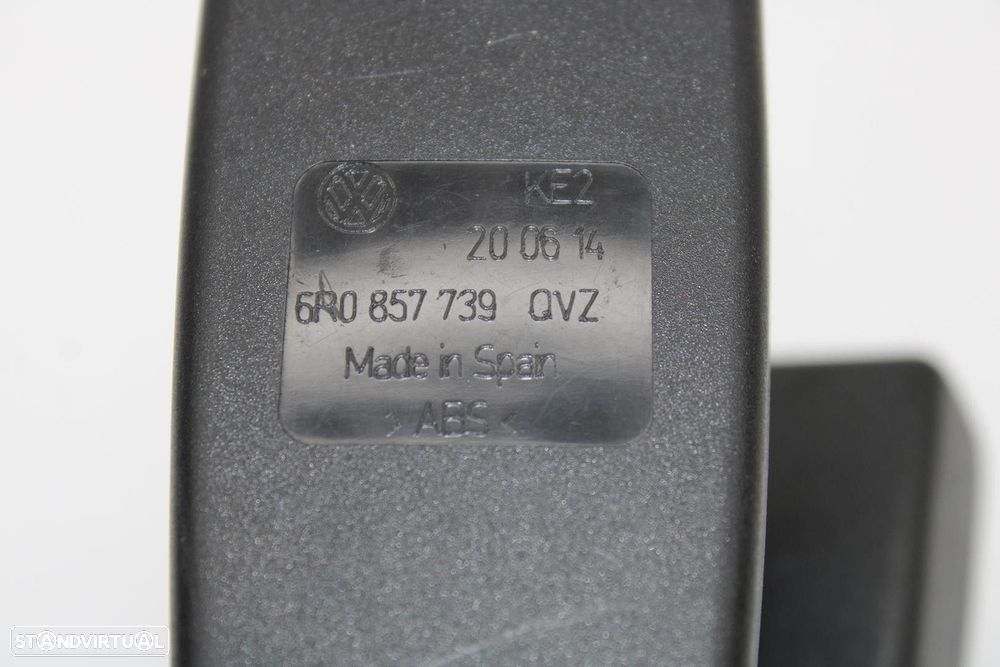 KE2
20 06 14
6R0 857 739 QVZ
Made in Spain
> ABS <
STANDVIRTUAL